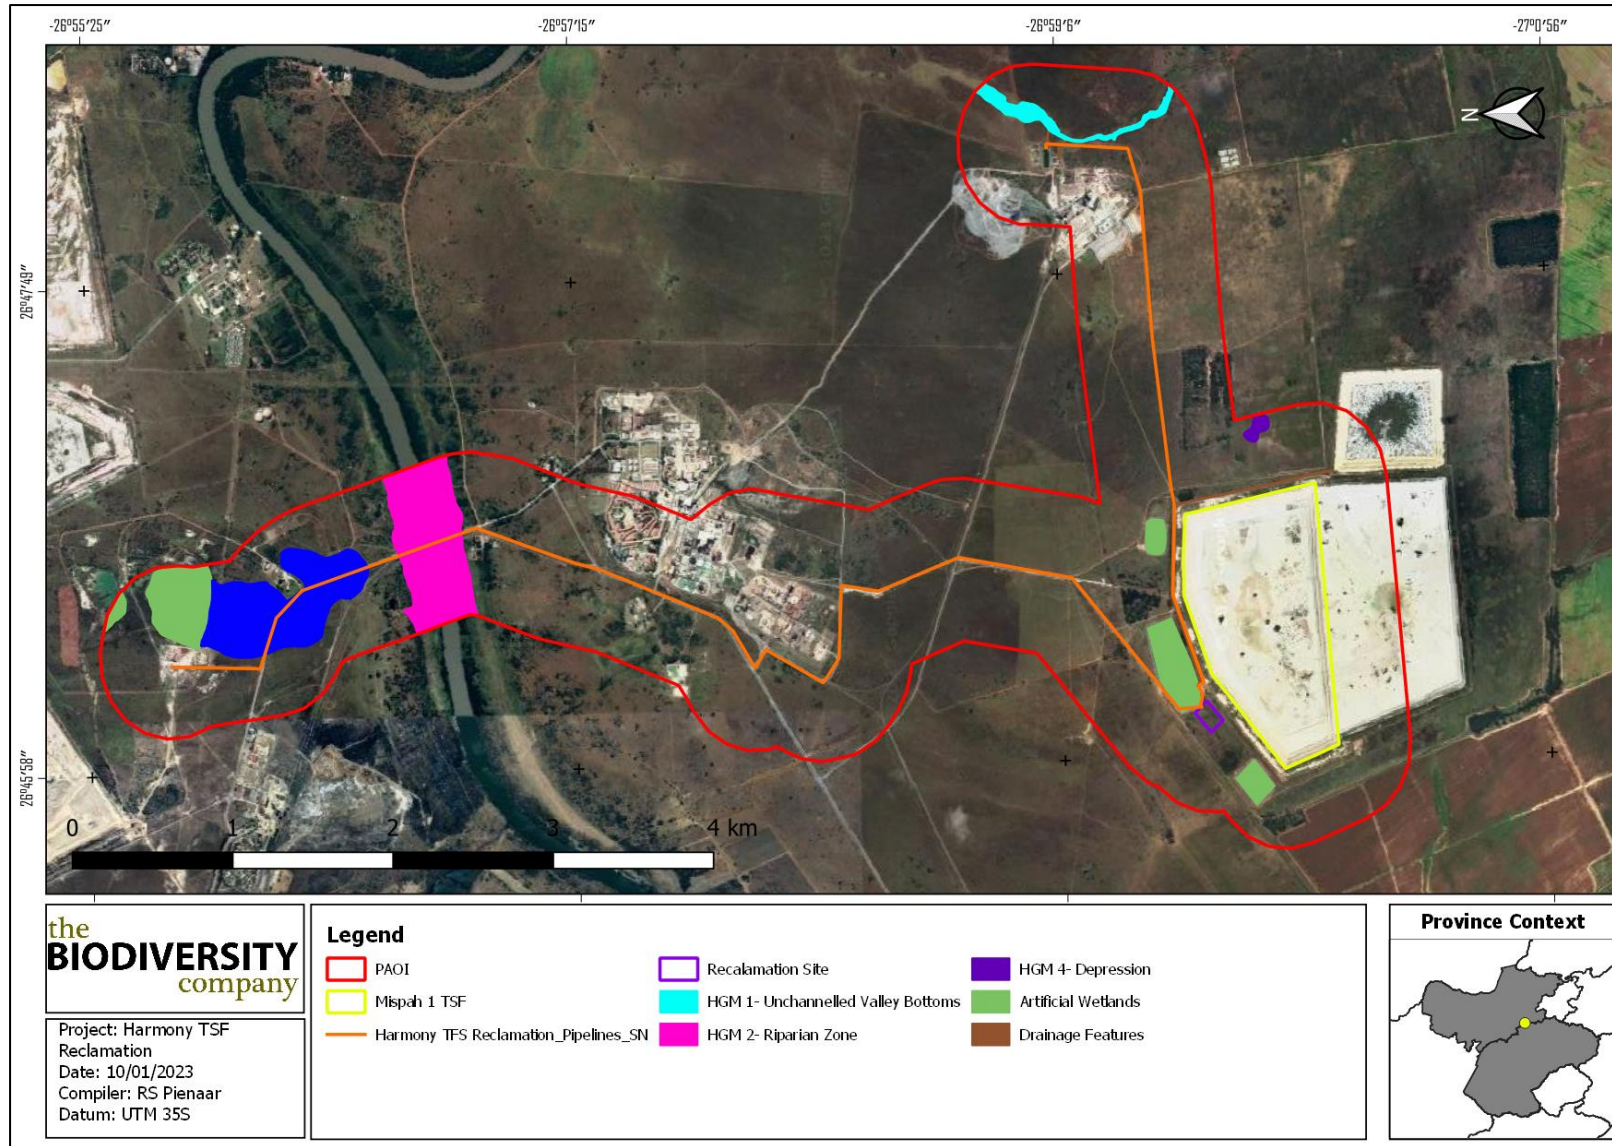 -26°55′25″
-26°57′15″
-26°59′6″
-27°0′56″
N
26°47′49″
26°45′58″
0 1 2 3 4 km
the
BIODIVERSITY
company
Project: Harmony TSF
Reclamation
Date: 10/01/2023
Compiler: RS Pienaar
Datum: UTM 35S
Legend
PAOI
Mispah 1 TSF
Harmony TFS Reclamation_Pipelines_SN
Recalamation Site
HGM 1- Unchannelled Valley Bottoms
HGM 2- Riparian Zone
HGM 4- Depression
Artificial Wetlands
Drainage Features
Province Context